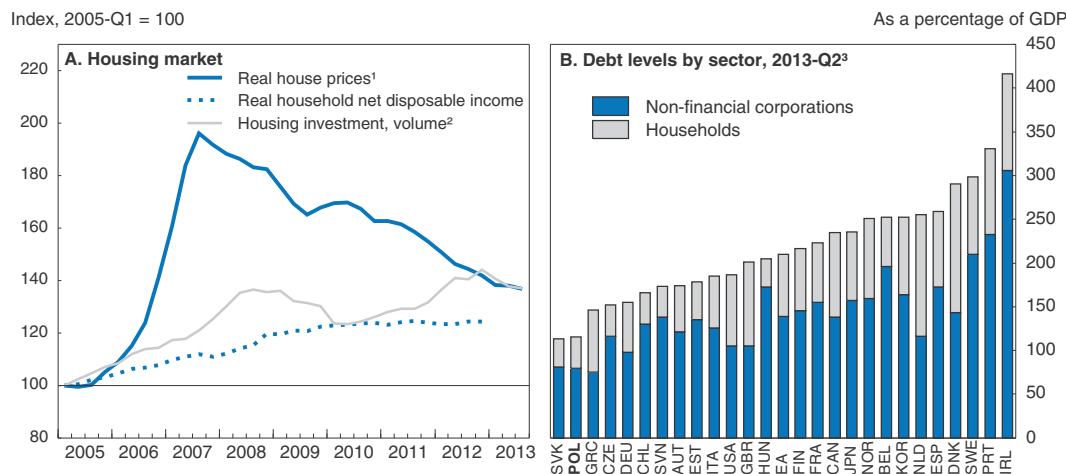 Index, 2005-Q1 = 100
As a percentage of GDP
A. Housing market
Real house prices¹
Real household net disposable income
Housing investment, volume²
220
200
180
160
140
120
100
80
2005 2006 2007 2008 2009 2010 2011 2012 2013
B. Debt levels by sector, 2013-Q2³
Non-financial corporations
Households
450
400
350
300
250
200
150
100
50
0
SVK
POL
GRC
CZE
DEU
CHL
SVN
AUT
EST
ITA
USA
GBR
HUN
EA
FIN
FRA
CAN
JPN
NOR
BEL
KOR
NLD
ESP
DNK
SWE
PRT
IRL